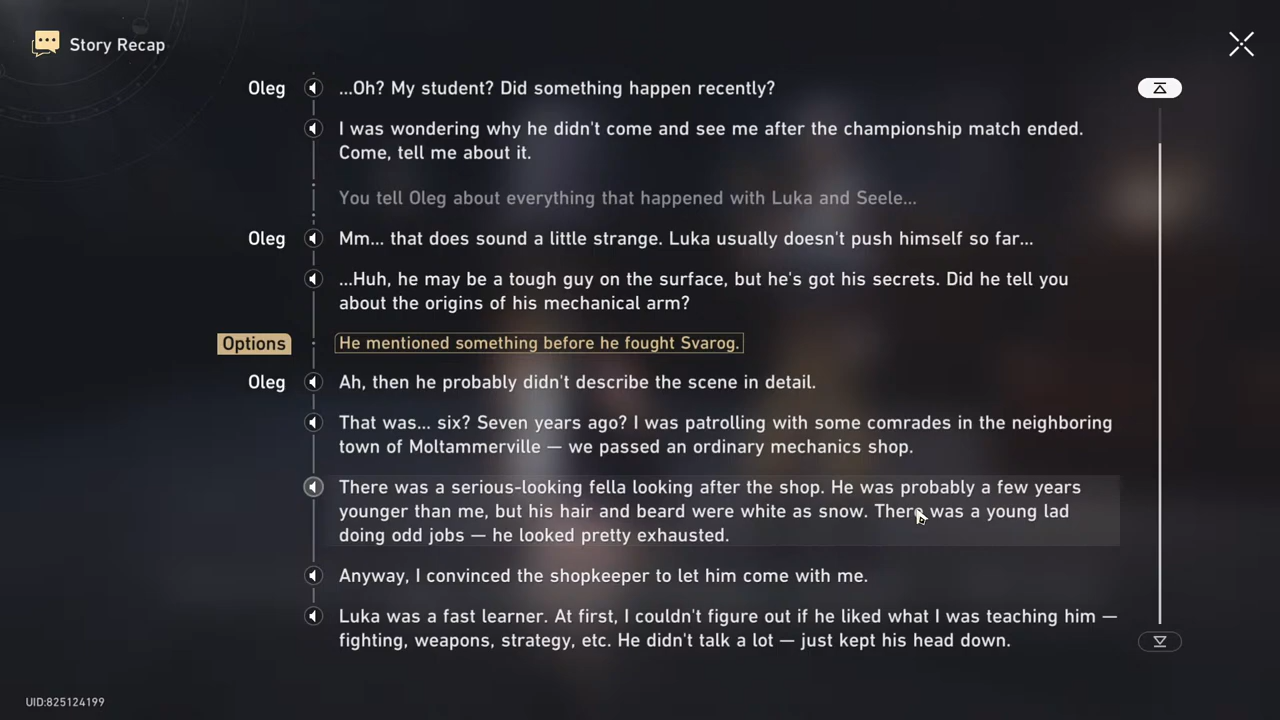 Story Recap
Oleg
...Oh? My student? Did something happen recently?
I was wondering why he didn't come and see me after the championship match ended.
Come, tell me about it.
You tell Oleg about everything that happened with Luka and Seele...
Oleg
Mm... that does sound a little strange. Luka usually doesn't push himself so far...
...Huh, he may be a tough guy on the surface, but he's got his secrets. Did he tell you
about the origins of his mechanical arm?
Options
He mentioned something before he fought Svarog.
Oleg
Ah, then he probably didn't describe the scene in detail.
That was... six? Seven years ago? I was patrolling with some comrades in the neighboring
town of Moltammerville — we passed an ordinary mechanics shop.
There was a serious-looking fella looking after the shop. He was probably a few years
younger than me, but his hair and beard were white as snow. There was a young lad
doing odd jobs — he looked pretty exhausted.
Anyway, I convinced the shopkeeper to let him come with me.
Luka was a fast learner. At first, I couldn't figure out if he liked what I was teaching him —
fighting, weapons, strategy, etc. He didn't talk a lot — just kept his head down.
UID:825124199